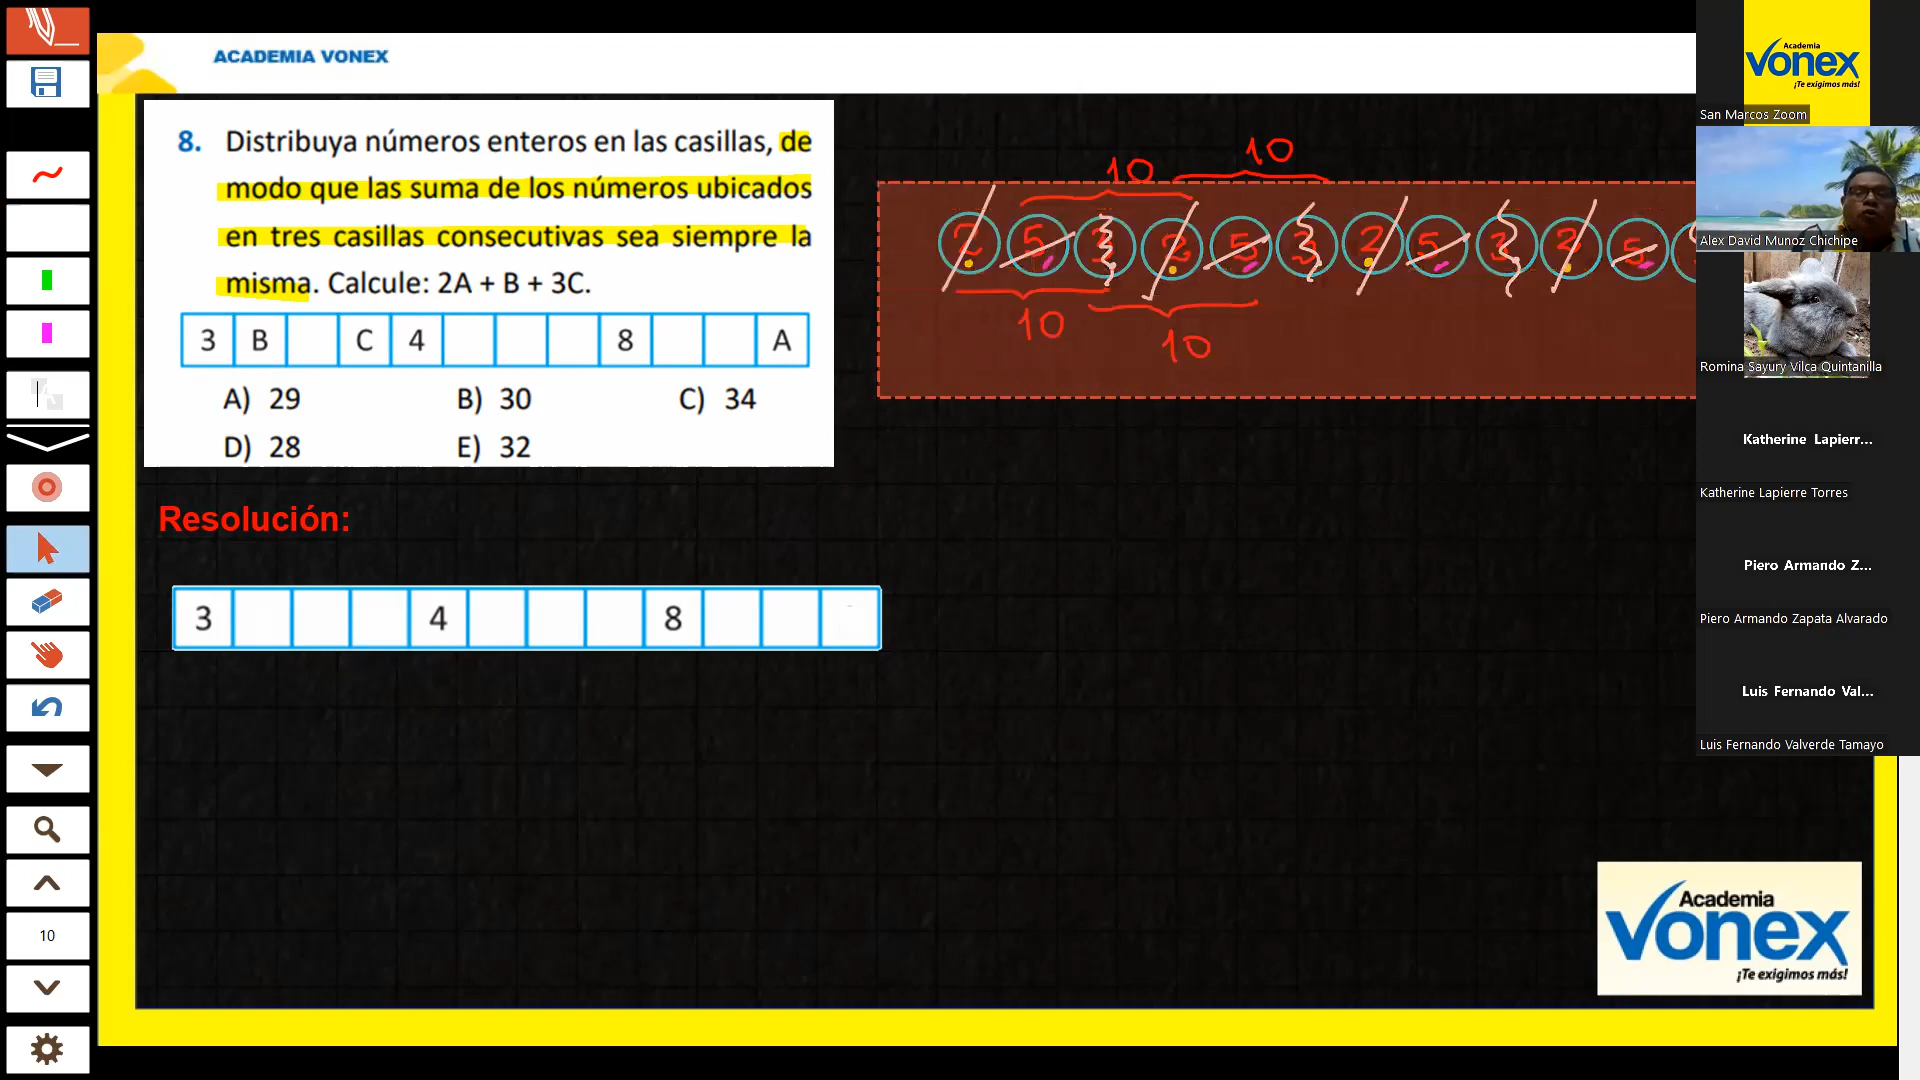 ACADEMIA VONEX
8. Distribuya números enteros en las casillas, de
modo que las suma de los números ubicados
en tres casillas consecutivas sea siempre la
misma. Calcule: 2A + B + 3C.
3 B C 4 8 A
A) 29 B) 30 C) 34
D) 28 E) 32
10 10
2 5 3 2 5 3 2 5 3 2 5
10 10
Resolución:
3 4 8
Academia
vonex
¡Te exigimos más!
San Marcos Zoom
Alex David Munoz Chichipe
Romina Sayury Vilca Quintanilla
Katherine Lapierr...
Katherine Lapierre Torres
Piero Armando Z...
Piero Armando Zapata Alvarado
Luis Fernando Val...
Luis Fernando Valverde Tamayo
Academia
vonex
¡Te exigimos más!
10